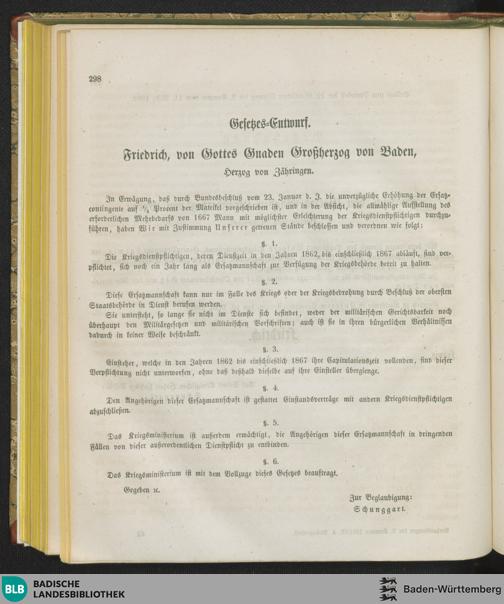 298
Gesetzes-Entwurf.
Friedrich, von Gottes Gnaden Großherzog von Baden,
Herzog von Zähringen.
In Erwägung, daß durch Bundesbeschluß vom 23. Januar d. J. die unverzügliche Erhöhung der Ersatz-
contingente auf Procent der Matrikel vorgeschrieben ist, und in der Absicht, die allmählige Aufstellung des
erforderlichen Mehrbedarfs von 1667 Mann mit möglichster Erleichterung der Kriegsdienstpflichtigen durchzu-
führen, haben Wir mit Zustimmung Unserer getreuen Stände beschlossen und verordnen wie folgt:
§. 1.
Die Kriegsdienstpflichtigen, deren Dienstzeit in den Jahren 1862, bis einschließlich 1867 abläuft, sind ver-
pflichtet, sich noch ein Jahr lang als Ersatzmannschaft zur Verfügung der Kriegsbehörde bereit zu halten.
§. 2.
Diese Ersatzmannschaft kann nur im Falle des Kriegs oder der Kriegsbedrohung durch Beschluß der obersten
Staatsbehörde in Dienst berufen werden.
Sie untersteht, so lange sie nicht im Dienste sich befindet, weder der militärischen Gerichtsbarkeit noch
überhaupt den Militärgesetzen und militärischen Vorschriften; auch ist sie in ihren bürgerlichen Verhältnissen
dadurch in keiner Weise beschränkt.
§. 3.
Einsteher, welche in den Jahren 1862 bis einschließlich 1867 ihre Capitulationszeit vollenden, sind dieser
Verpflichtung nicht unterworfen, ohne daß deßhalb dieselbe auf ihre Einsteller überginge.
§. 4.
Den Angehörigen dieser Ersatzmannschaft ist gestattet Einstandsverträge mit andern Kriegsdienstpflichtigen
abzuschließen.
§. 5.
Das Kriegsministerium ist außerdem ermächtigt, die Angehörigen dieser Ersatzmannschaft in dringenden
Fällen von dieser außerordentlichen Dienstpflicht zu entbinden.
§. 6.
Das Kriegsministerium ist mit dem Vollzuge dieses Gesetzes beauftragt.
Gegeben ꝛc.
Zur Beglaubigung:
Schunggart.
BLB BADISCHE
LANDESBIBLIOTHEK
Baden-Württemberg